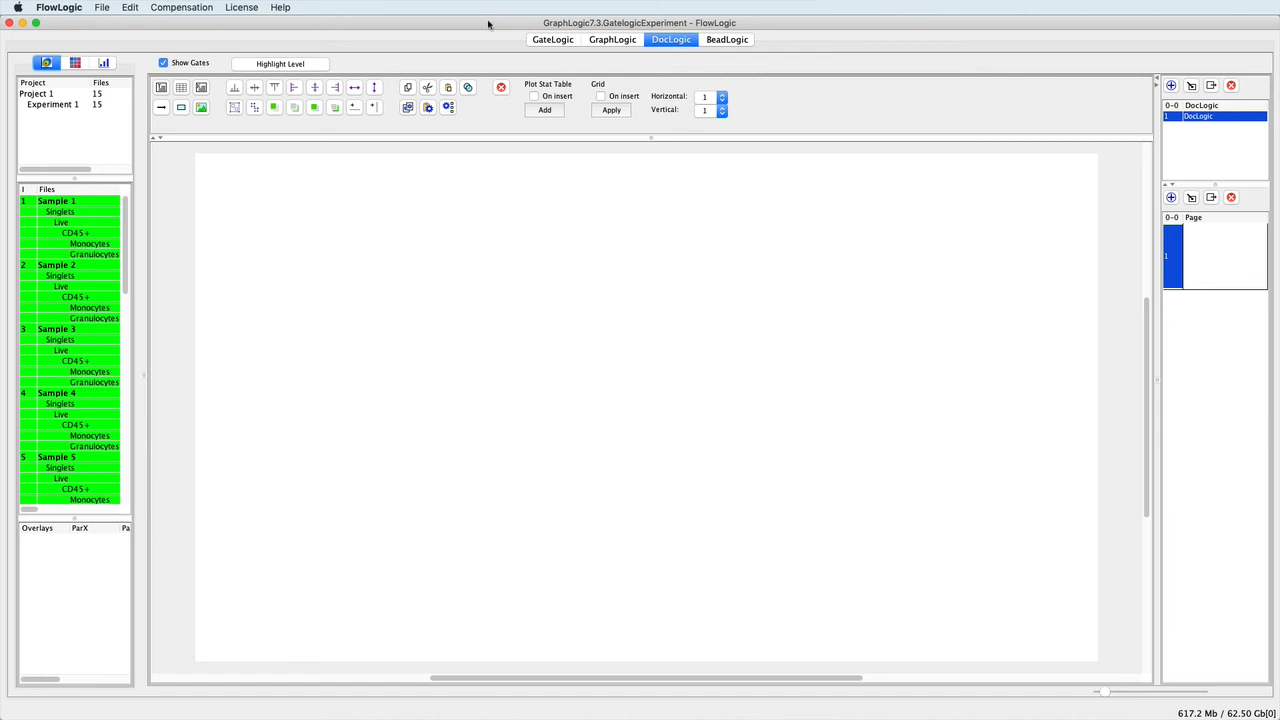 FlowLogic File Edit Compensation License Help
GraphLogic7.3.GatelogicExperiment - FlowLogic
GateLogic GraphLogic DocLogic BeadLogic
Show Gates Highlight Level
Project Files
Project 1 15
Experiment 1 15
Plot Stat Table Grid
On insert On insert Horizontal: 1
Add Apply Vertical: 1
0-0 DocLogic
1 DocLogic
I Files
1 Sample 1
Singlets
Live
CD45+
Monocytes
Granulocytes
2 Sample 2
Singlets
Live
CD45+
Monocytes
Granulocytes
3 Sample 3
Singlets
Live
CD45+
Monocytes
Granulocytes
4 Sample 4
Singlets
Live
CD45+
Monocytes
Granulocytes
5 Sample 5
Singlets
Live
CD45+
Monocytes
Overlays ParX Pa
0-0 Page
1
617.2 Mb / 62.50 Gb[0]